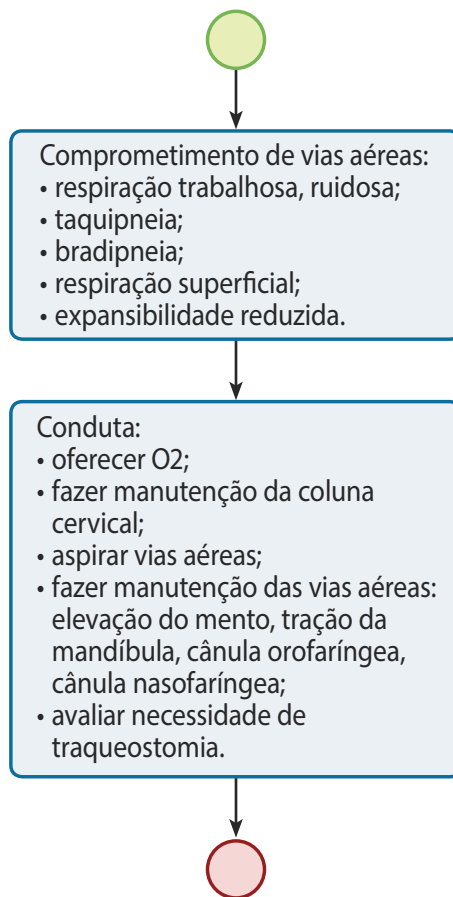 Comprometimento de vias aéreas:
• respiração trabalhosa, ruidosa;
• taquipneia;
• bradipneia;
• respiração superficial;
• expansibilidade reduzida.
Conduta:
• oferecer O2;
• fazer manutenção da coluna
cervical;
• aspirar vias aéreas;
• fazer manutenção das vias aéreas:
elevação do mento, tração da
mandíbula, cânula orofaríngea,
cânula nasofaríngea;
• avaliar necessidade de
traqueostomia.